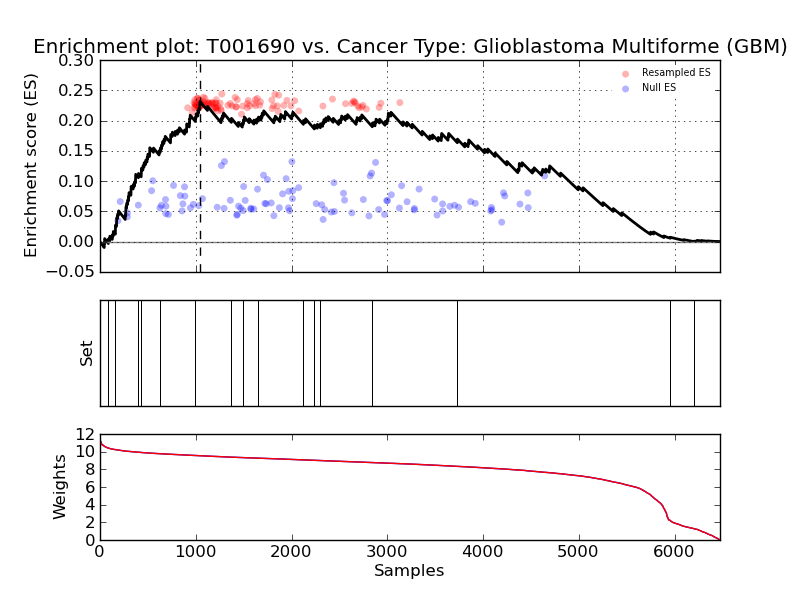 Enrichment plot: T001690 vs. Cancer Type: Glioblastoma Multiforme (GBM)
0.30
0.25
0.20
0.15
0.10
0.05
0.00
−0.05
Enrichment score (ES)
Resampled ES
Null ES
Set
12
10
8
6
4
2
0
Weights
0 1000 2000 3000 4000 5000 6000
Samples